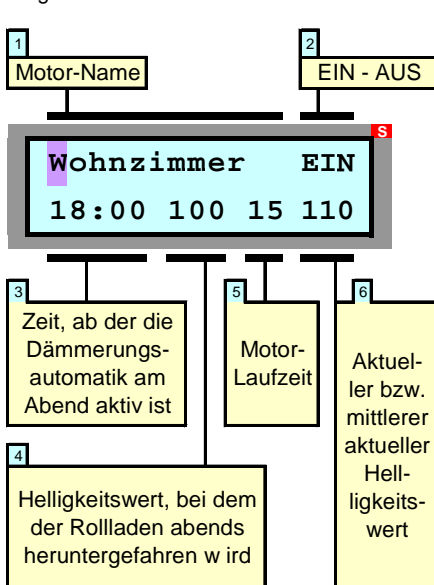 1
Motor-Name
2
EIN - AUS
S
Wohnzimmer EIN
18:00 100 15 110
3
Zeit, ab der die
Dämmerungs-
automatik am
Abend aktiv ist
5
Motor-
Laufzeit
6
Aktuel-
ler bzw.
mittlerer
aktueller
Hell-
ligkeits-
wert
4
Helligkeitswert, bei dem
der Rollladen abends
heruntergefahren w ird